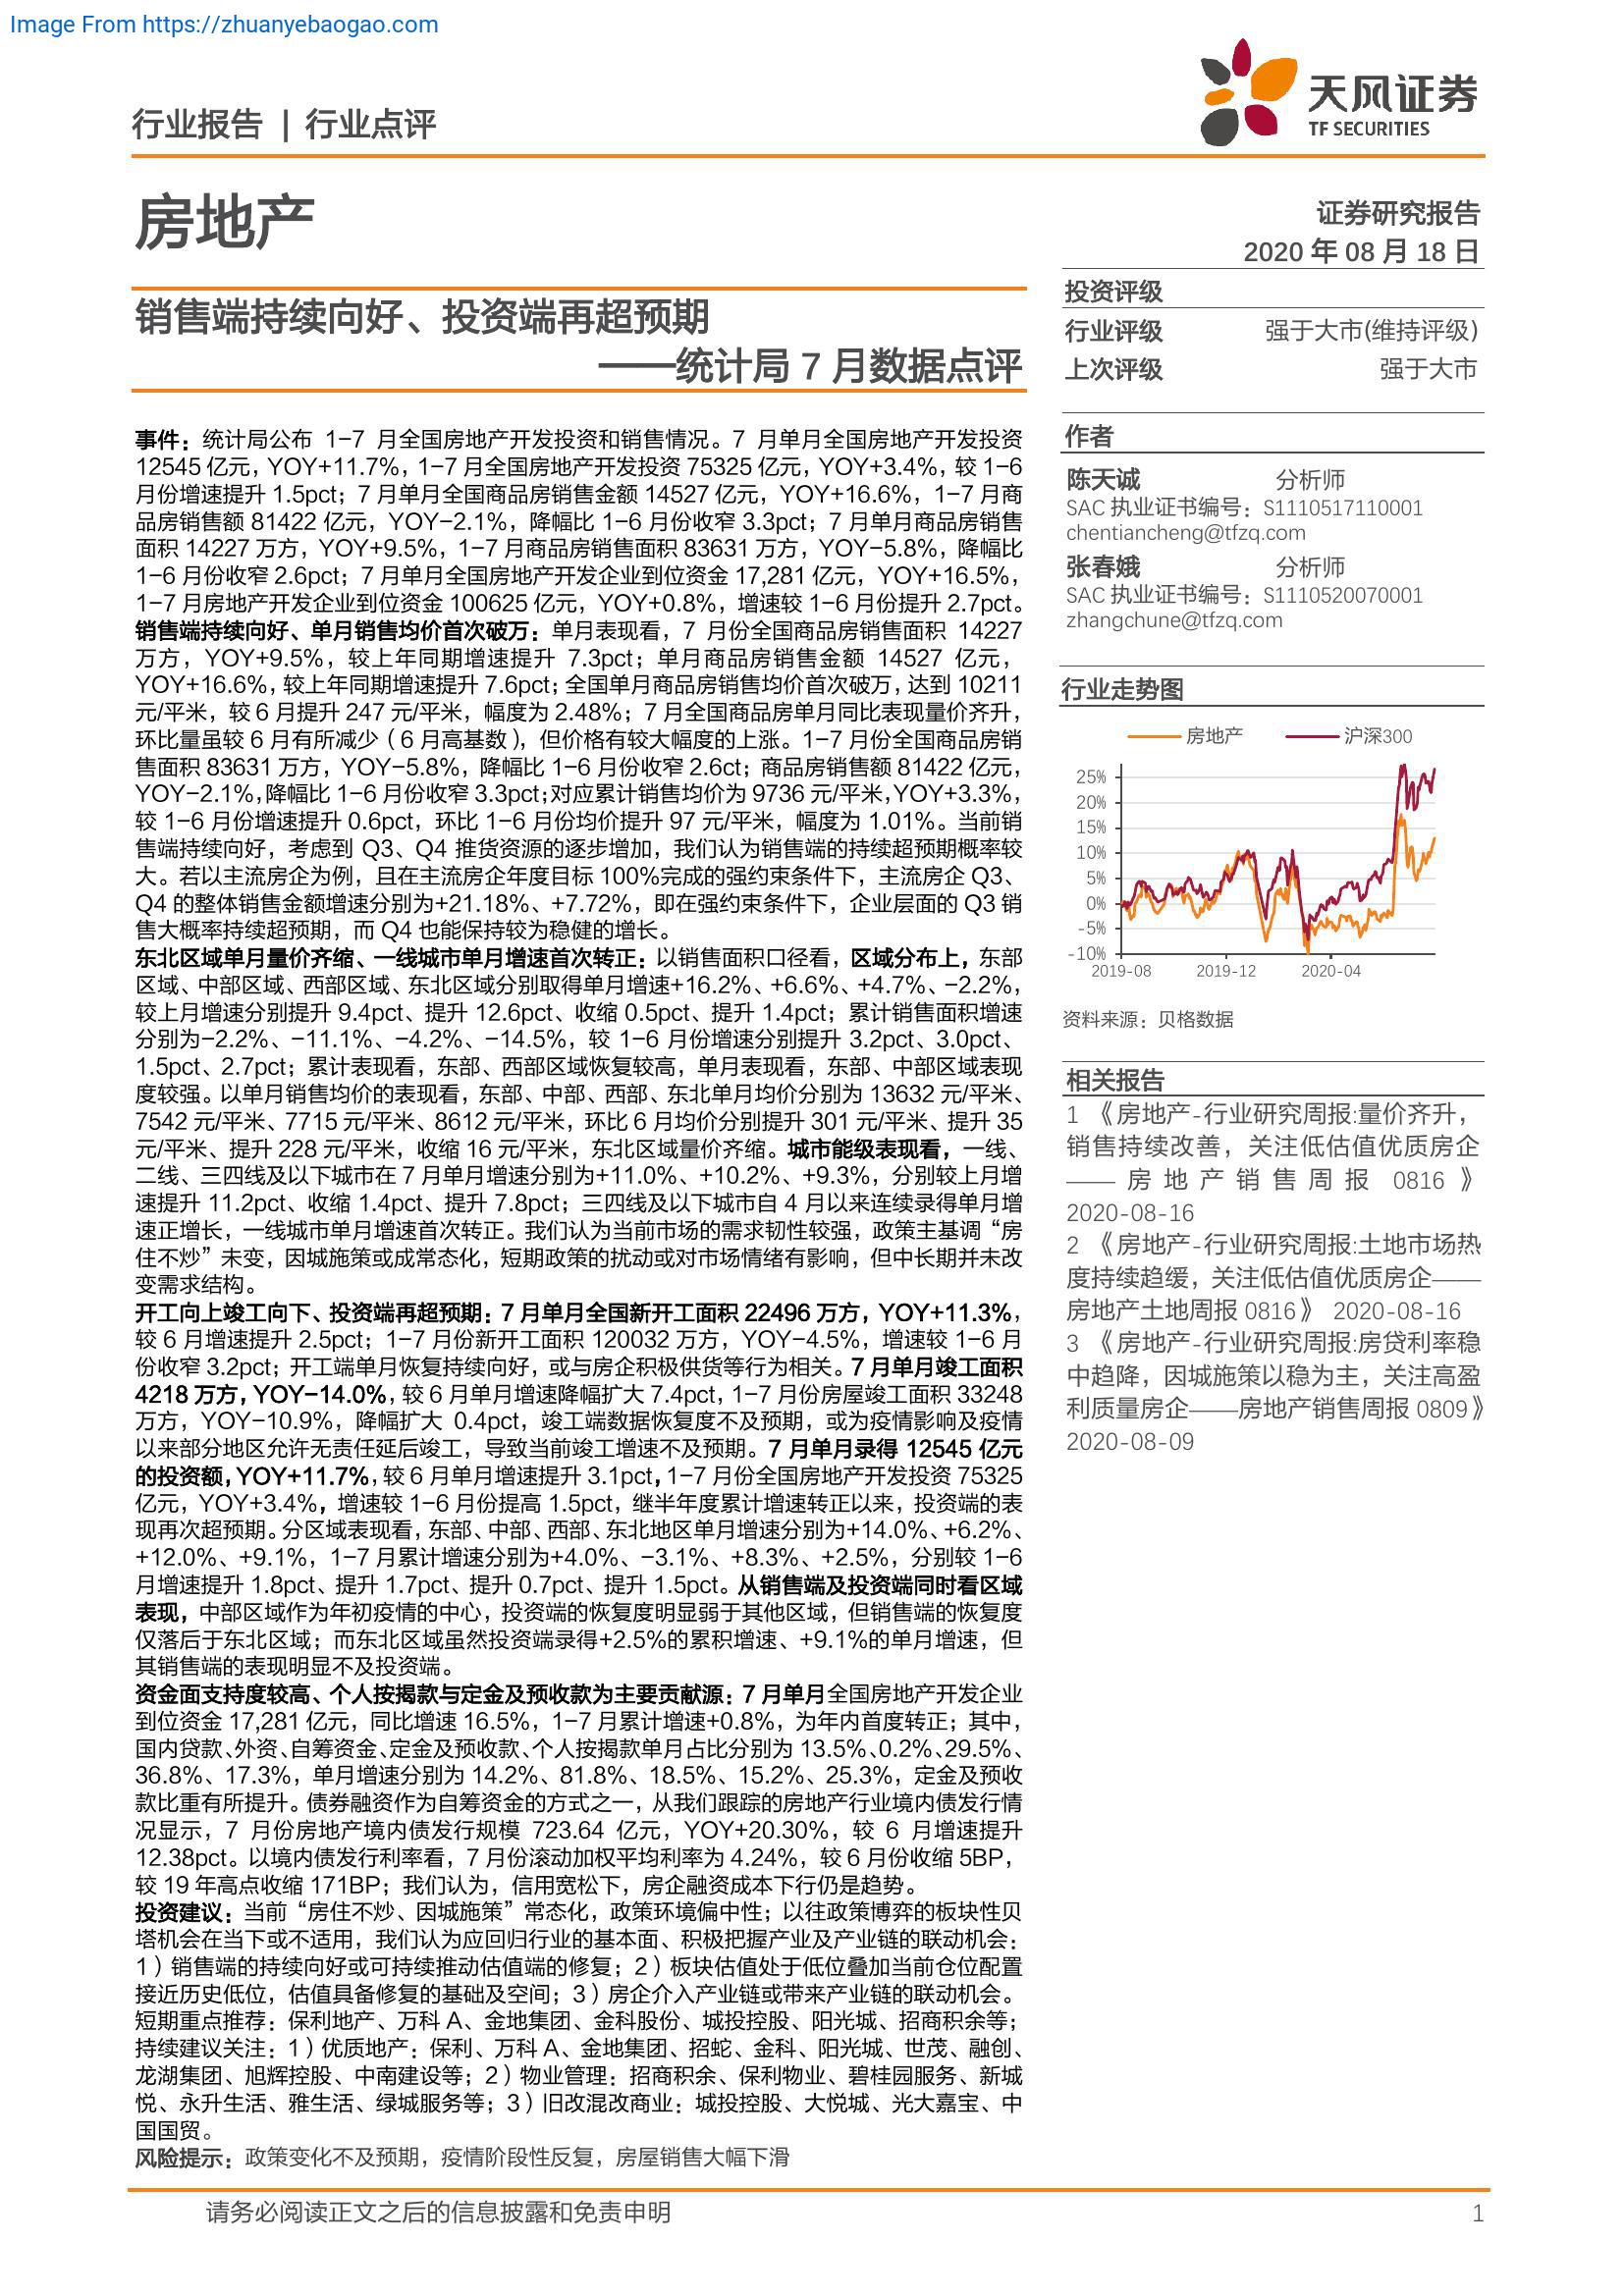 Image From https://zhuanyebaogao.com
行业报告 | 行业点评
天风证券
TF SECURITIES
房地产
证券研究报告
2020 年 08 月 18 日
销售端持续向好、投资端再超预期
——统计局 7 月数据点评
事件：统计局公布 1-7 月全国房地产开发投资和销售情况。7 月单月全国房地产开发投资
12545 亿元，YOY+11.7%，1-7 月全国房地产开发投资 75325 亿元，YOY+3.4%，较 1-6
月份增速提升 1.5pct；7 月单月全国商品房销售金额 14527 亿元，YOY+16.6%，1-7 月商
品房销售额 81422 亿元，YOY-2.1%，降幅比 1-6 月份收窄 3.3pct；7 月单月商品房销售
面积 14227 万方，YOY+9.5%，1-7 月商品房销售面积 83631 万方，YOY-5.8%，降幅比
1-6 月份收窄 2.6pct；7 月单月全国房地产开发企业到位资金 17,281 亿元，YOY+16.5%，
1-7 月房地产开发企业到位资金 100625 亿元，YOY+0.8%，增速较 1-6 月份提升 2.7pct。
销售端持续向好、单月销售均价首次破万：单月表现看，7 月份全国商品房销售面积 14227
万方，YOY+9.5%，较上年同期增速提升 7.3pct；单月商品房销售金额 14527 亿元，
YOY+16.6%，较上年同期增速提升 7.6pct；全国单月商品房销售均价首次破万，达到 10211
元/平米，较 6 月提升 247 元/平米，幅度为 2.48%；7 月全国商品房单月同比表现量价齐升，
环比量虽较 6 月有所减少（6 月高基数），但价格有较大幅度的上涨。1-7 月份全国商品房销
售面积 83631 万方，YOY-5.8%，降幅比 1-6 月份收窄 2.6ct；商品房销售额 81422 亿元，
YOY-2.1%，降幅比 1-6 月份收窄 3.3pct；对应累计销售均价为 9736 元/平米，YOY+3.3%，
较 1-6 月份增速提升 0.6pct，环比 1-6 月份均价提升 97 元/平米，幅度为 1.01%。当前销
售端持续向好，考虑到 Q3、Q4 推货资源的逐步增加，我们认为销售端的持续超预期概率较
大。若以主流房企为例，且在主流房企年度目标 100%完成的强约束条件下，主流房企 Q3、
Q4 的整体销售金额增速分别为+21.18%、+7.72%，即在强约束条件下，企业层面的 Q3 销
售大概率持续超预期，而 Q4 也能保持较为稳健的增长。
东北区域单月量价齐缩、一线城市单月增速首次转正：以销售面积口径看，区域分布上，东部
区域、中部区域、西部区域、东北区域分别取得单月增速+16.2%、+6.6%、+4.7%、-2.2%，
较上月增速分别提升 9.4pct、提升 12.6pct、收缩 0.5pct、提升 1.4pct；累计销售面积增速
分别为-2.2%、-11.1%、-4.2%、-14.5%，较 1-6 月份增速分别提升 3.2pct、3.0pct、
1.5pct、2.7pct；累计表现看，东部、西部区域恢复较高，单月表现看，东部、中部区域表现
度较强。以单月销售均价的表现看，东部、中部、西部、东北单月均价分别为 13632 元/平米、
7542 元/平米、7715 元/平米、8612 元/平米，环比 6 月均价分别提升 301 元/平米、提升 35
元/平米、提升 228 元/平米，收缩 16 元/平米，东北区域量价齐缩。城市能级表现看，一线、
二线、三四线及以下城市在 7 月单月增速分别为+11.0%、+10.2%、+9.3%，分别较上月增
速提升 11.2pct、收缩 1.4pct、提升 7.8pct；三四线及以下城市自 4 月以来连续录得单月增
速正增长，一线城市单月增速首次转正。我们认为当前市场的需求韧性较强，政策主基调“房
住不炒”未变，因城施策或成常态化，短期政策的扰动或对市场情绪有影响，但中长期并未改
变需求结构。
开工向上竣工向下、投资端再超预期：7 月单月全国新开工面积 22496 万方，YOY+11.3%，
较 6 月增速提升 2.5pct；1-7 月份新开工面积 120032 万方，YOY-4.5%，增速较 1-6 月
份收窄 3.2pct；开工端单月恢复持续向好，或与房企积极供货等行为相关。7 月单月竣工面积
4218 万方，YOY-14.0%，较 6 月单月增速降幅扩大 7.4pct，1-7 月份房屋竣工面积 33248
万方，YOY-10.9%，降幅扩大 0.4pct，竣工端数据恢复度不及预期，或为疫情影响及疫情
以来部分地区允许无责任延后竣工，导致当前竣工增速不及预期。7 月单月录得 12545 亿元
的投资额，YOY+11.7%，较 6 月单月增速提升 3.1pct，1-7 月份全国房地产开发投资 75325
亿元，YOY+3.4%，增速较 1-6 月份提高 1.5pct，继半年度累计增速转正以来，投资端的表
现再次超预期。分区域表现看，东部、中部、西部、东北地区单月增速分别为+14.0%、+6.2%、
+12.0%、+9.1%，1-7 月累计增速分别为+4.0%、-3.1%、+8.3%、+2.5%，分别较 1-6
月增速提升 1.8pct、提升 1.7pct、提升 0.7pct、提升 1.5pct。从销售端及投资端同时看区域
表现，中部区域作为年初疫情的中心，投资端的恢复度明显弱于其他区域，但销售端的恢复度
仅落后于东北区域；而东北区域虽然投资端录得+2.5%的累积增速、+9.1%的单月增速，但
其销售端的表现明显不及投资端。
资金面支持度较高、个人按揭款与定金及预收款为主要贡献源：7 月单月全国房地产开发企业
到位资金 17,281 亿元，同比增速 16.5%，1-7 月累计增速+0.8%，为年内首度转正；其中，
国内贷款、外资、自筹资金、定金及预收款、个人按揭款单月占比分别为 13.5%、0.2%、29.5%、
36.8%、17.3%，单月增速分别为 14.2%、81.8%、18.5%、15.2%、25.3%，定金及预收
款比重有所提升。债券融资作为自筹资金的方式之一，从我们跟踪的房地产行业境内债发行情
况显示，7 月份房地产境内债发行规模 723.64 亿元，YOY+20.30%，较 6 月增速提升
12.38pct。以境内债发行利率看，7 月份滚动加权平均利率为 4.24%，较 6 月份收缩 5BP，
较 19 年高点收缩 171BP；我们认为，信用宽松下，房企融资成本下行仍是趋势。
投资建议：当前“房住不炒、因城施策”常态化，政策环境偏中性；以往政策博弈的板块性贝
塔机会在当下或不适用，我们认为应回归行业的基本面、积极把握产业及产业链的联动机会：
1）销售端的持续向好或可持续推动估值端的修复；2）板块估值处于低位叠加当前仓位配置
接近历史低位，估值具备修复的基础及空间；3）房企介入产业链或带来产业链的联动机会。
短期重点推荐：保利地产、万科 A、金地集团、金科股份、城投控股、阳光城、招商积余等；
持续建议关注：1）优质地产：保利、万科 A、金地集团、招蛇、金科、阳光城、世茂、融创、
龙湖集团、旭辉控股、中南建设等；2）物业管理：招商积余、保利物业、碧桂园服务、新城
悦、永升生活、雅生活、绿城服务等；3）旧改混改商业：城投控股、大悦城、光大嘉宝、中
国国贸。
风险提示：政策变化不及预期，疫情阶段性反复，房屋销售大幅下滑
投资评级
行业评级 强于大市(维持评级)
上次评级 强于大市
作者
陈天诚 分析师
SAC 执业证书编号：S1110517110001
chentiancheng@tfzq.com
张春娥 分析师
SAC 执业证书编号：S1110520070001
zhangchune@tfzq.com
行业走势图
房地产 沪深300
25%
20%
15%
10%
5%
0%
-5%
-10%
2019-08 2019-12 2020-04
资料来源：贝格数据
相关报告
1 《房地产-行业研究周报:量价齐升，
销售持续改善，关注低估值优质房企
——房地产销售周报 0816》
2020-08-16
2 《房地产-行业研究周报:土地市场热
度持续趋缓，关注低估值优质房企——
房地产土地周报 0816》 2020-08-16
3 《房地产-行业研究周报:房贷利率稳
中趋降，因城施策以稳为主，关注高盈
利质量房企——房地产销售周报 0809》
2020-08-09
请务必阅读正文之后的信息披露和免责申明
1